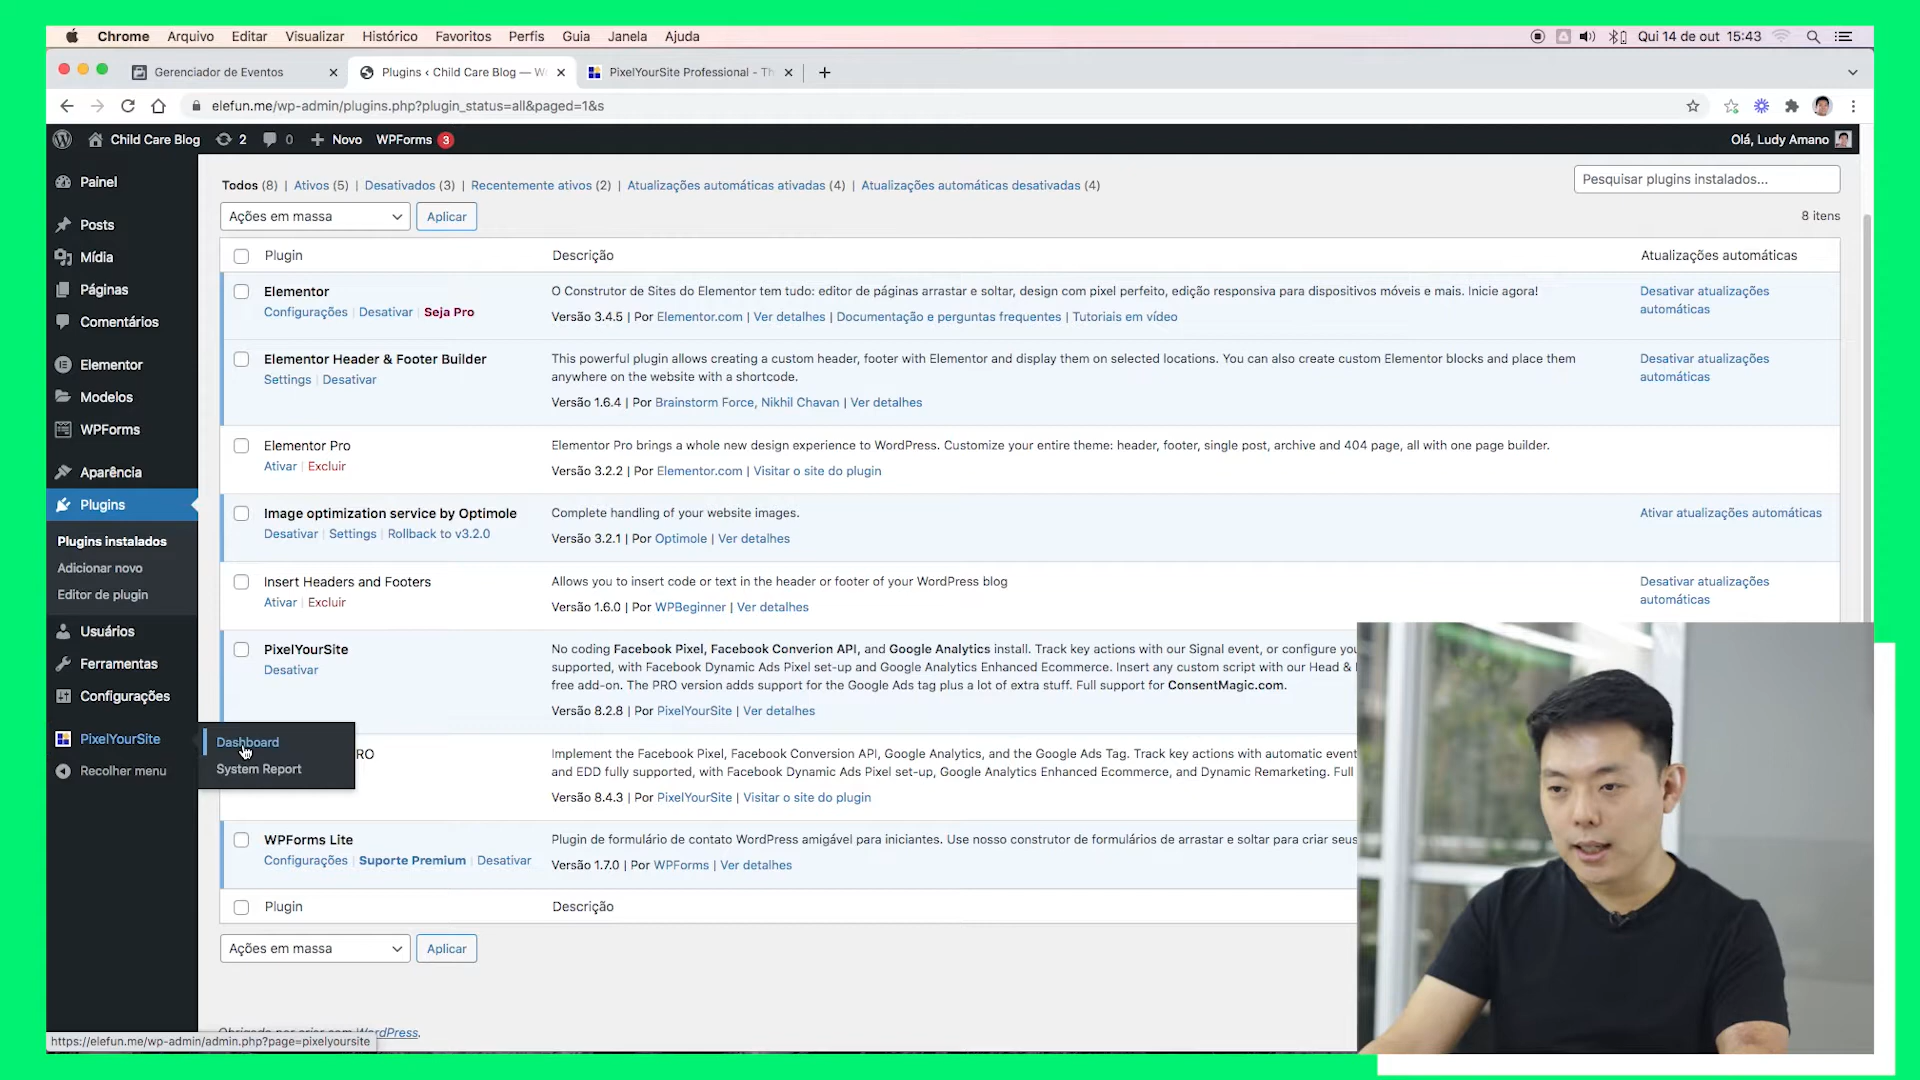 Chrome Arquivo Editar Visualizar Histórico Favoritos Perfis Guia Janela Ajuda Qui 14 de out 15:43
Gerenciador de Eventos Plugins ‹ Child Care Blog — W PixelYourSite Professional - Th
elefun.me/wp-admin/plugins.php?plugin_status=all&paged=1&s
Child Care Blog 2 0 Novo WPForms 3 Olá, Ludy Amano
Painel
Posts
Mídia
Páginas
Comentários
Elementor
Modelos
WPForms
Aparência
Plugins
Plugins instalados
Adicionar novo
Editor de plugin
Usuários
Ferramentas
Configurações
PixelYourSite
Recolher menu
Dashboard
System Report
Todos (8) | Ativos (5) | Desativados (3) | Recentemente ativos (2) | Atualizações automáticas ativadas (4) | Atualizações automáticas desativadas (4)
Pesquisar plugins instalados...
Ações em massa Aplicar
8 itens
Plugin Descrição Atualizações automáticas
Elementor
Configurações | Desativar | Seja Pro
O Construtor de Sites do Elementor tem tudo: editor de páginas arrastar e soltar, design com pixel perfeito, edição responsiva para dispositivos móveis e mais. Inicie agora!
Versão 3.4.5 | Por Elementor.com | Ver detalhes | Documentação e perguntas frequentes | Tutoriais em vídeo
Desativar atualizações
automáticas
Elementor Header & Footer Builder
Settings | Desativar
This powerful plugin allows creating a custom header, footer with Elementor and display them on selected locations. You can also create custom Elementor blocks and place them
anywhere on the website with a shortcode.
Versão 1.6.4 | Por Brainstorm Force, Nikhil Chavan | Ver detalhes
Desativar atualizações
automáticas
Elementor Pro
Ativar | Excluir
Elementor Pro brings a whole new design experience to WordPress. Customize your entire theme: header, footer, single post, archive and 404 page, all with one page builder.
Versão 3.2.2 | Por Elementor.com | Visitar o site do plugin
Image optimization service by Optimole
Desativar | Settings | Rollback to v3.2.0
Complete handling of your website images.
Versão 3.2.1 | Por Optimole | Ver detalhes
Ativar atualizações automáticas
Insert Headers and Footers
Ativar | Excluir
Allows you to insert code or text in the header or footer of your WordPress blog
Versão 1.6.0 | Por WPBeginner | Ver detalhes
Desativar atualizações
automáticas
PixelYourSite
Desativar
No coding Facebook Pixel, Facebook Converion API, and Google Analytics install. Track key actions with our Signal event, or configure you
supported, with Facebook Dynamic Ads Pixel set-up and Google Analytics Enhanced Ecommerce. Insert any custom script with our Head &
free add-on. The PRO version adds support for the Google Ads tag plus a lot of extra stuff. Full support for ConsentMagic.com.
Versão 8.2.8 | Por PixelYourSite | Ver detalhes
RO
Implement the Facebook Pixel, Facebook Conversion API, Google Analytics, and the Google Ads Tag. Track key actions with automatic event
and EDD fully supported, with Facebook Dynamic Ads Pixel set-up, Google Analytics Enhanced Ecommerce, and Dynamic Remarketing. Full
Versão 8.4.3 | Por PixelYourSite | Visitar o site do plugin
WPForms Lite
Configurações | Suporte Premium | Desativar
Plugin de formulário de contato WordPress amigável para iniciantes. Use nosso construtor de formulários de arrastar e soltar para criar seus
Versão 1.7.0 | Por WPForms | Ver detalhes
Plugin Descrição
Ações em massa Aplicar
Obrigado por criar com WordPress.
https://elefun.me/wp-admin/admin.php?page=pixelyoursite